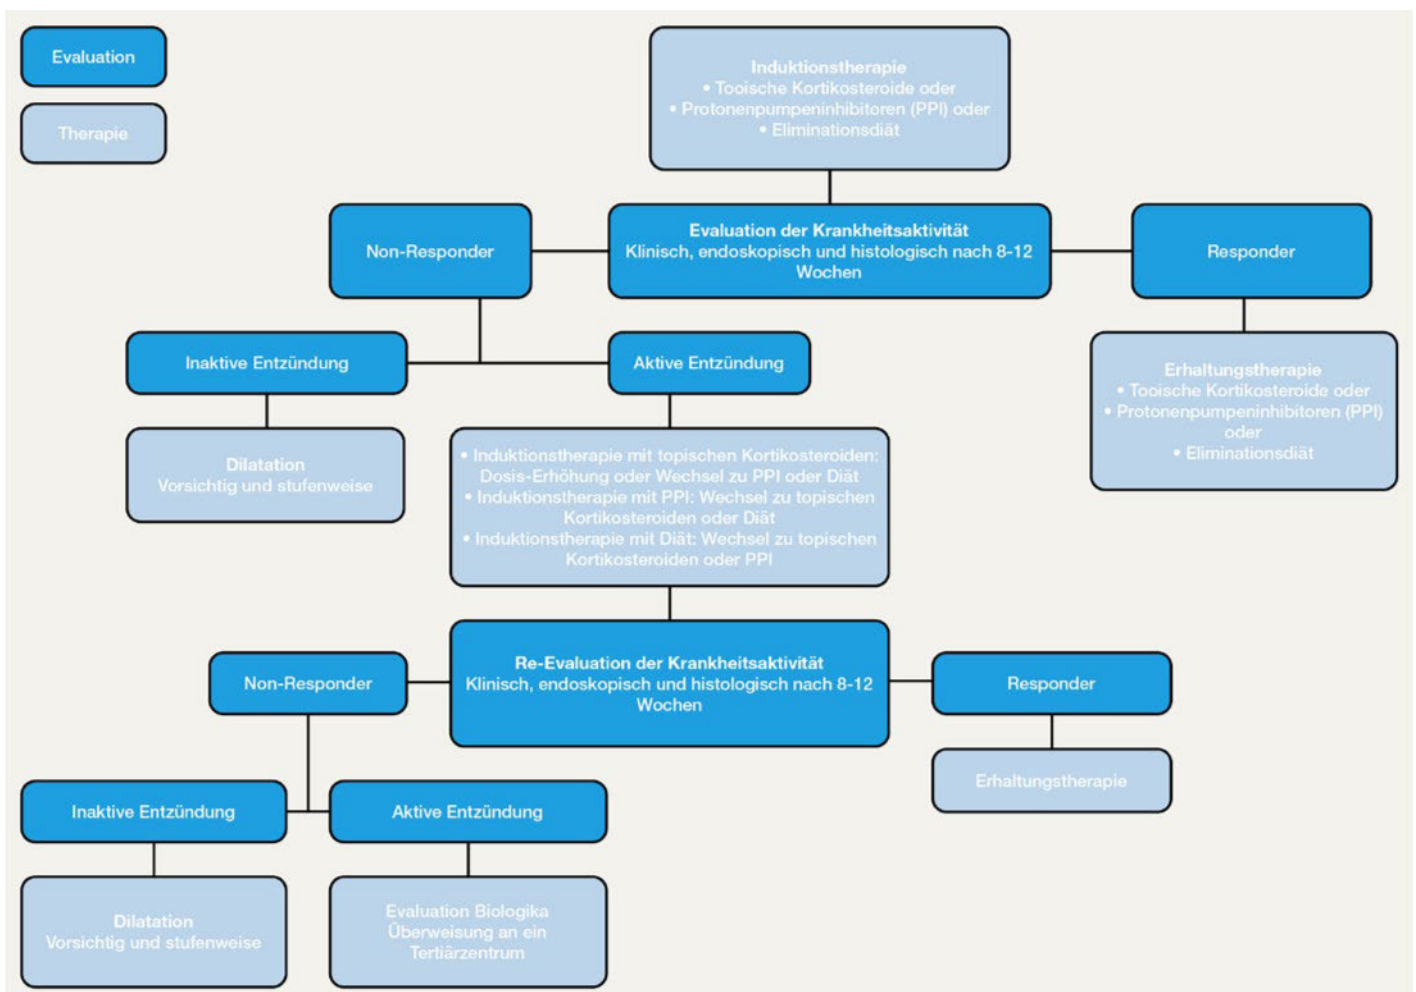 Evaluation
Therapie
Induktionstherapie
• Tooische Kortikosteroide oder
• Protonenpumpeninhibitoren (PPI) oder
• Eliminationsdiät
Non-Responder
Evaluation der Krankheitsaktivität
Klinisch, endoskopisch und histologisch nach 8-12
Wochen
Responder
Inaktive Entzündung
Aktive Entzündung
Erhaltungstherapie
• Tooische Kortikosteroide oder
• Protonenpumpeninhibitoren (PPI)
oder
• Eliminationsdiät
Dilatation
Vorsichtig und stufenweise
• Induktionstherapie mit topischen Kortikosteroiden:
Dosis-Erhöhung oder Wechsel zu PPI oder Diät
• Induktionstherapie mit PPI: Wechsel zu topischen
Kortikosteroiden oder Diät
• Induktionstherapie mit Diät: Wechsel zu topischen
Kortikosteroiden oder PPI
Non-Responder
Re-Evaluation der Krankheitsaktivität
Klinisch, endoskopisch und histologisch nach 8-12
Wochen
Responder
Erhaltungstherapie
Inaktive Entzündung
Aktive Entzündung
Dilatation
Vorsichtig und stufenweise
Evaluation Biologika
Überweisung an ein
Tertiärzentrum